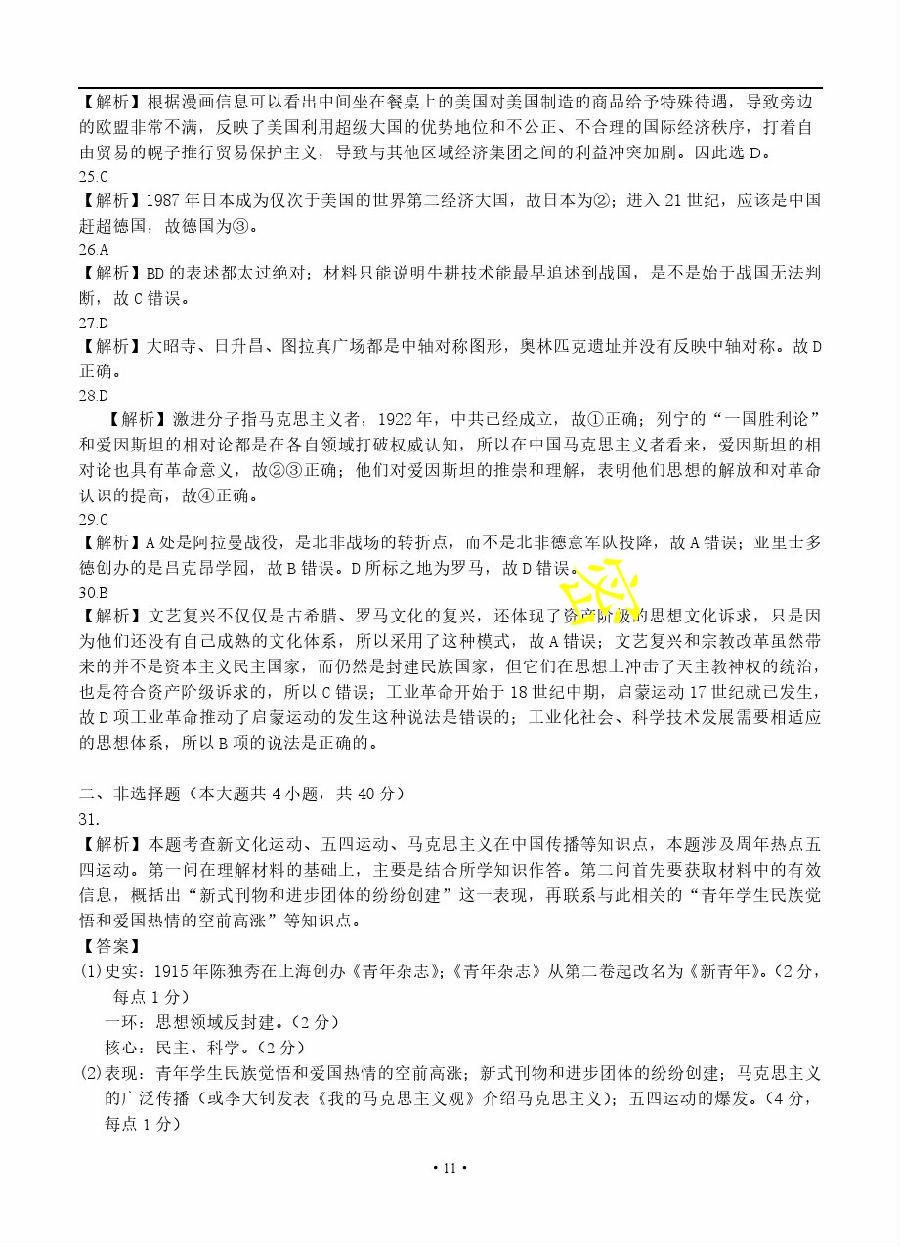 【解析】根据漫画信息可以看出中间坐在餐桌上的美国对美国制造的商品给予特殊待遇，导致旁边
的欧盟非常不满，反映了美国利用超级大国的优势地位和不公正、不合理的国际经济秩序，打着自
由贸易的幌子推行贸易保护主义，导致与其他区域经济集团之间的利益冲突加剧。因此选 D。
25.C
【解析】1987 年日本成为仅次于美国的世界第二经济大国，故日本为②；进入 21 世纪，应该是中国
赶超德国，故德国为③。
26.A
【解析】BD 的表述都太过绝对；材料只能说明牛耕技术能最早追述到战国，是不是始于战国无法判
断，故 C 错误。
27.D
【解析】大昭寺、日升昌、图拉真广场都是中轴对称图形，奥林匹克遗址并没有反映中轴对称。故 D
正确。
28.D
【解析】激进分子指马克思主义者，1922 年，中共已经成立，故①正确；列宁的“一国胜利论”
和爱因斯坦的相对论都是在各自领域打破权威认知，所以在中国马克思主义者看来，爱因斯坦的相
对论也具有革命意义，故②③正确；他们对爱因斯坦的推崇和理解，表明他们思想的解放和对革命
认识的提高，故④正确。
29.C
【解析】A 处是阿拉曼战役，是北非战场的转折点，而不是北非德意军队投降，故 A 错误；亚里士多
德创办的是吕克昂学园，故 B 错误。D 所标之地为罗马，故 D 错误。
30.B
【解析】文艺复兴不仅仅是古希腊、罗马文化的复兴，还体现了资产阶级的思想文化诉求，只是因
为他们还没有自己成熟的文化体系，所以采用了这种模式，故 A 错误；文艺复兴和宗教改革虽然带
来的并不是资本主义民主国家，而仍然是封建民族国家，但它们在思想上冲击了天主教神权的统治，
也是符合资产阶级诉求的，所以 C 错误；工业革命开始于 18 世纪中期，启蒙运动 17 世纪就已发生，
故 D 项工业革命推动了启蒙运动的发生这种说法是错误的；工业化社会、科学技术发展需要相适应
的思想体系，所以 B 项的说法是正确的。
二、非选择题（本大题共 4 小题，共 40 分）
31.
【解析】本题考查新文化运动、五四运动、马克思主义在中国传播等知识点，本题涉及周年热点五
四运动。第一问在理解材料的基础上，主要是结合所学知识作答。第二问首先要获取材料中的有效
信息，概括出“新式刊物和进步团体的纷纷创建”这一表现，再联系与此相关的“青年学生民族觉
悟和爱国热情的空前高涨”等知识点。
【答案】
(1)史实：1915 年陈独秀在上海创办《青年杂志》；《青年杂志》从第二卷起改名为《新青年》。（2 分，
每点 1 分）
一环：思想领域反封建。（2 分）
核心：民主、科学。（2 分）
(2)表现：青年学生民族觉悟和爱国热情的空前高涨；新式刊物和进步团体的纷纷创建；马克思主义
的广泛传播（或李大钊发表《我的马克思主义观》介绍马克思主义）；五四运动的爆发。（4 分，
每点 1 分）
·11·